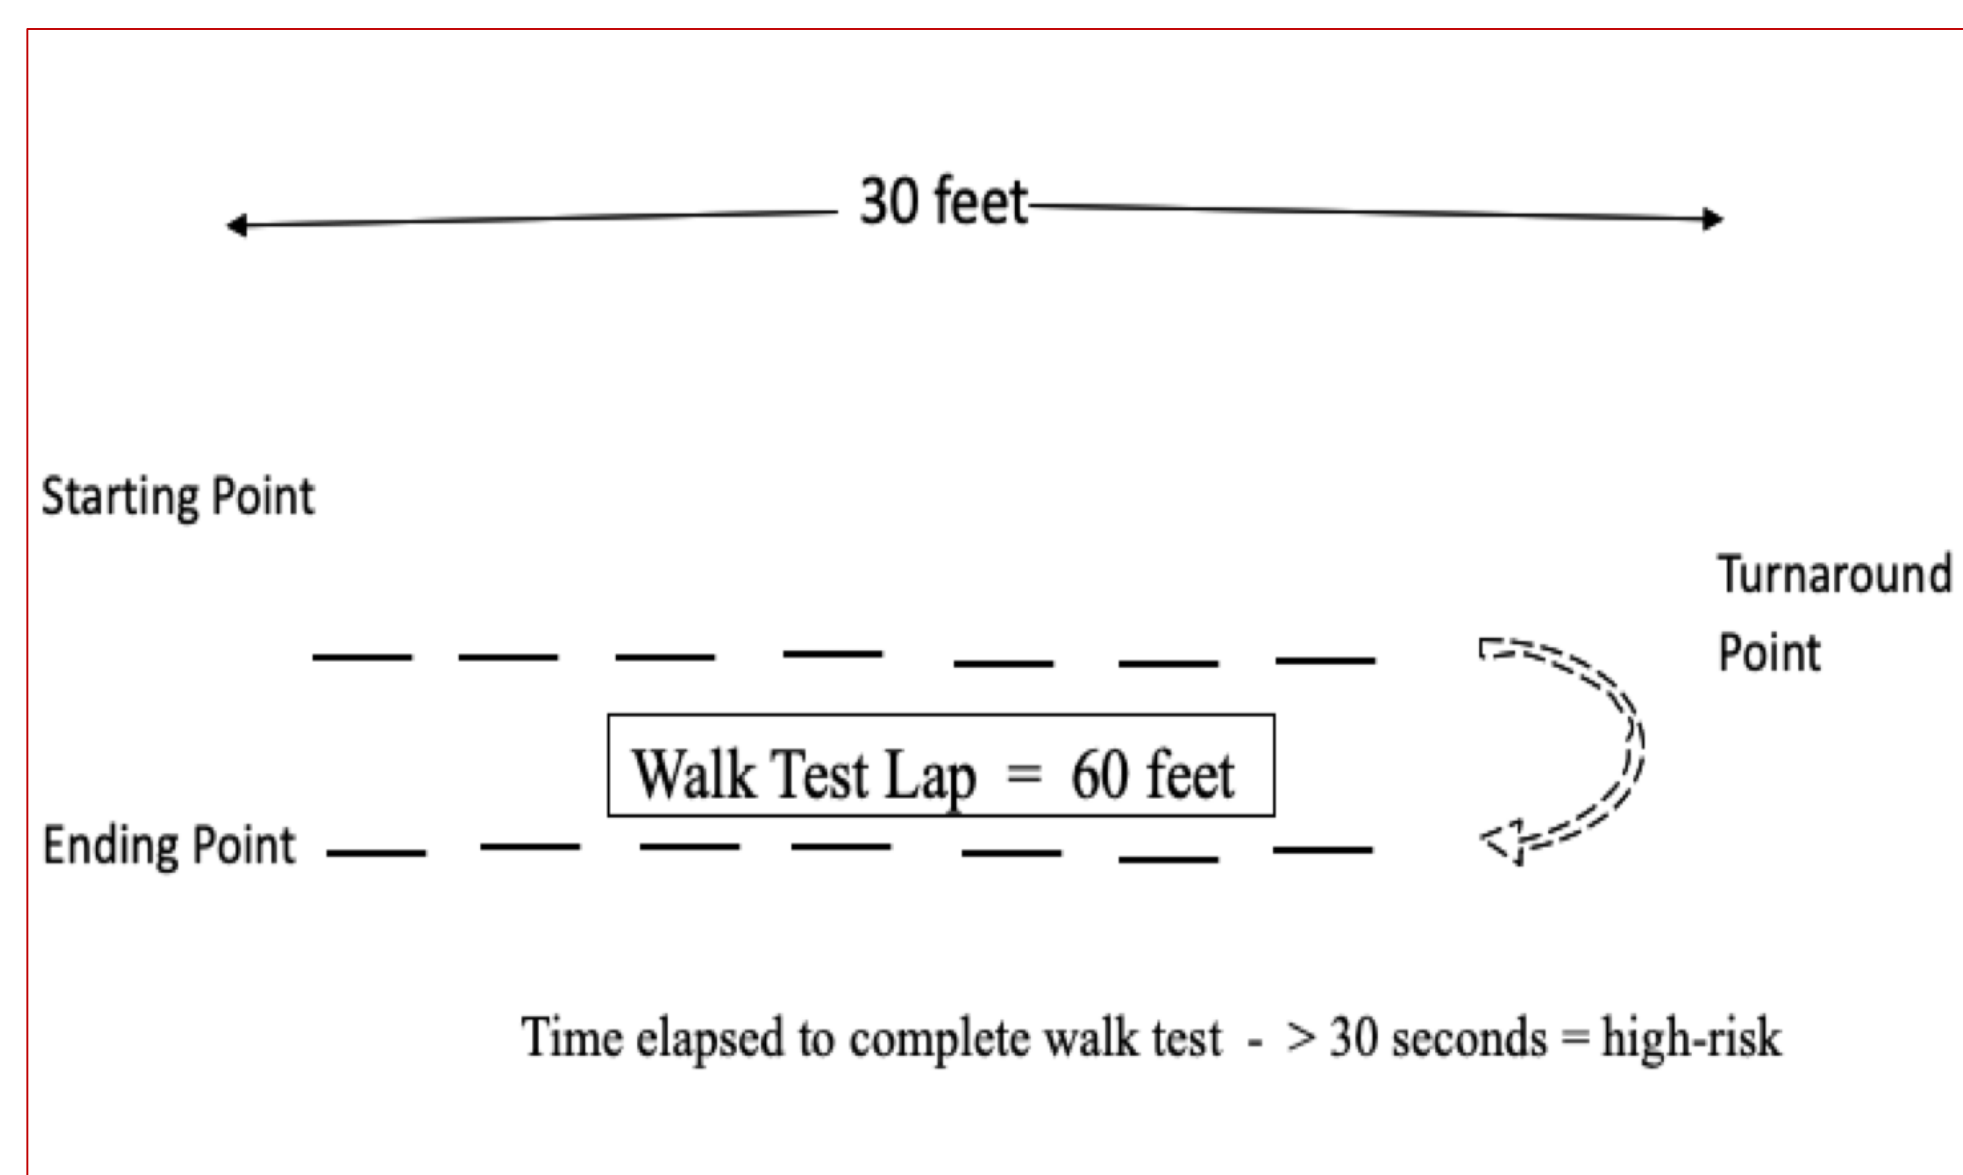 30 feet
Starting Point
Turnaround
Point
Walk Test Lap = 60 feet
Ending Point
Time elapsed to complete walk test - > 30 seconds = high-risk